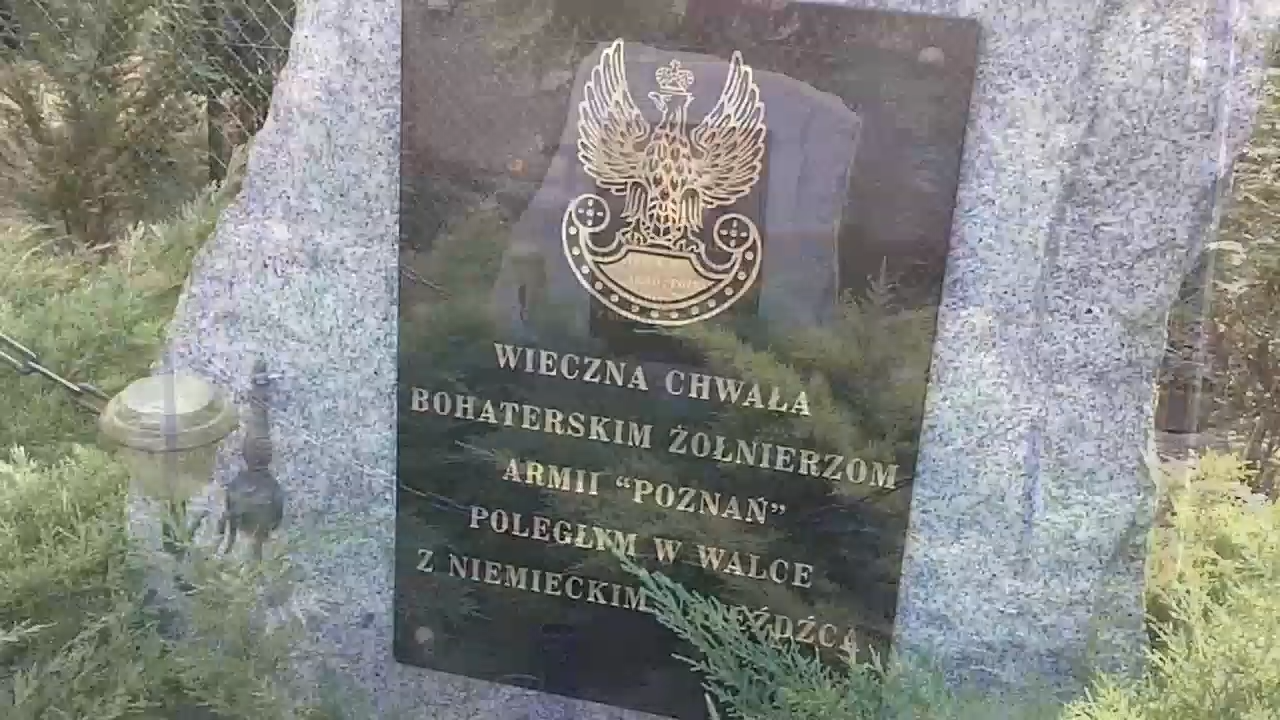 WIECZNA CHWAŁA
BOHATERSKIM ŻOŁNIERZOM
ARMII “POZNAŃ”
POLEGŁYM W WALCE
Z NIEMIECKIM